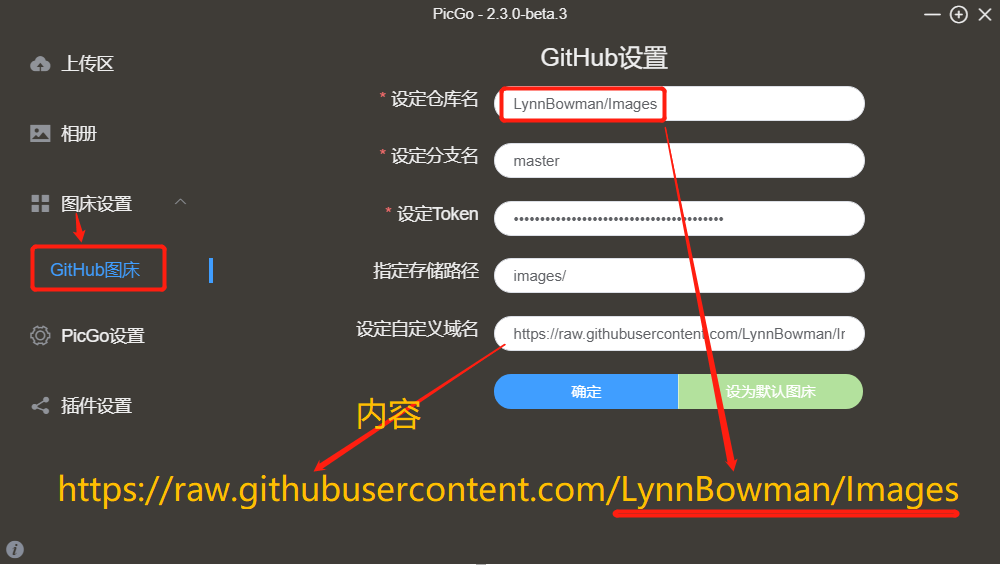 PicGo - 2.3.0-beta.3
上传区
相册
图床设置
GitHub图床
PicGo设置
插件设置
GitHub设置
* 设定仓库名 LynnBowman/Images
* 设定分支名 master
* 设定Token ••••••••••••••••••••••••••••••••••••••••
指定存储路径 images/
设定自定义域名 https://raw.githubusercontent.com/LynnBowman/Ir
确定 设为默认图床
内容
https://raw.githubusercontent.com/LynnBowman/Images